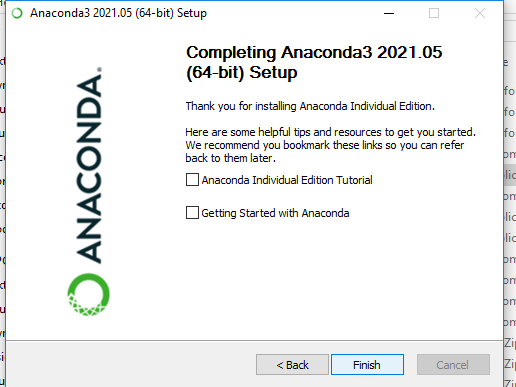 Anaconda3 2021.05 (64-bit) Setup
Completing Anaconda3 2021.05
(64-bit) Setup
Thank you for installing Anaconda Individual Edition.
Here are some helpful tips and resources to get you started.
We recommend you bookmark these links so you can refer
back to them later.
Anaconda Individual Edition Tutorial
Getting Started with Anaconda
ANACONDA.
< Back
Finish
Cancel